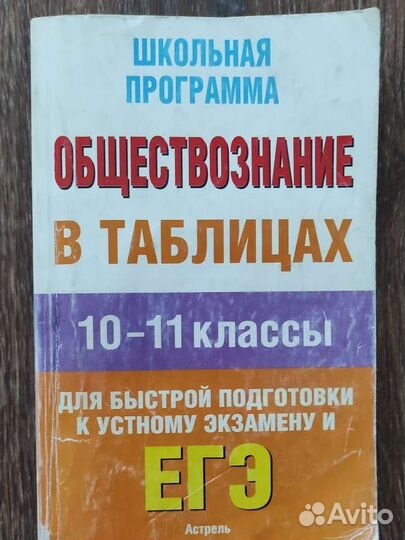 ШКОЛЬНАЯ
ПРОГРАММА
ОБЩЕСТВОЗНАНИЕ
В ТАБЛИЦАХ
10-11 КЛАССЫ
ДЛЯ БЫСТРОЙ ПОДГОТОВКИ
К УСТНОМУ ЭКЗАМЕНУ И
ЕГЭ
Астрель
Avito